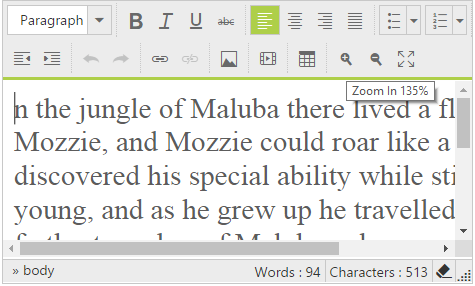 Paragraph B I U abc
Zoom In 135%
n the jungle of Maluba there lived a fl
Mozzie, and Mozzie could roar like a
discovered his special ability while sti
young, and as he grew up he travelled
» body Words : 94 Characters : 513